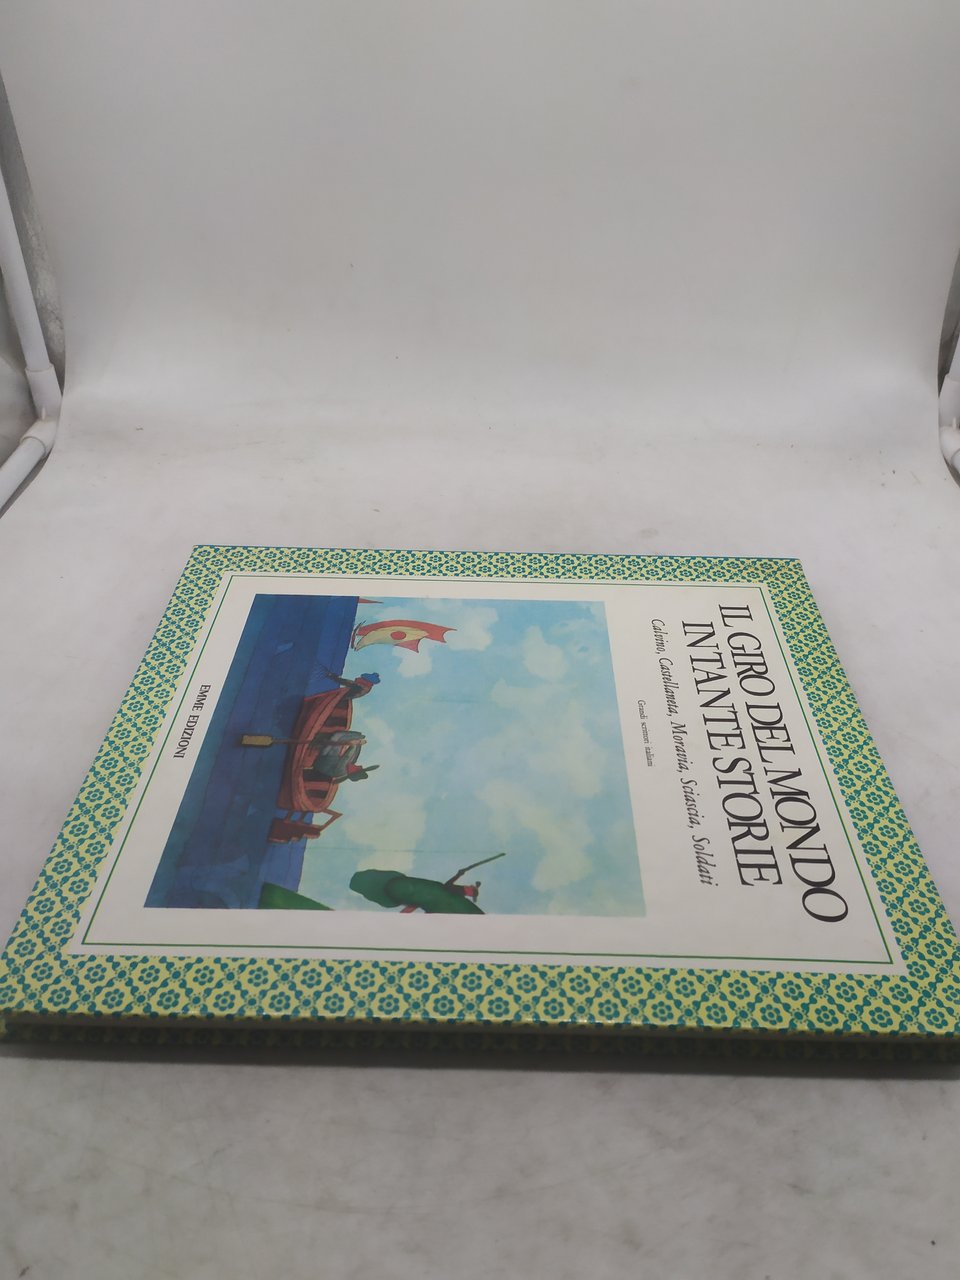 IL GIRO DEL MONDO
IN TANTE STORIE
Calvino, Castellaneta, Moravia, Sciascia, Soldati
Grandi scrittori italiani
EMME EDIZIONI